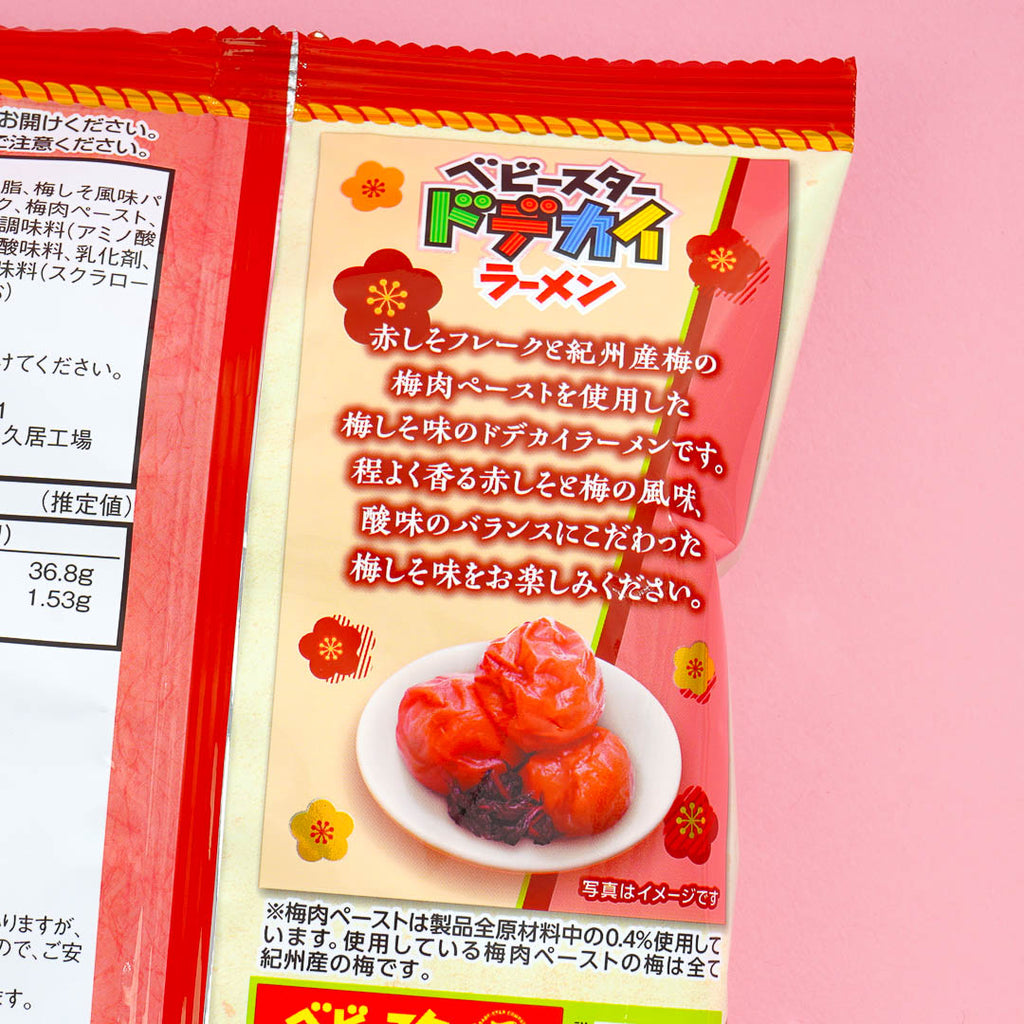 お開けください。
ご注意ください。
脂、梅しそ風味パ
ク、梅肉ペースト、
調味料(アミノ酸
酸味料、乳化剤、
味料(スクラロー
けてください。
1
久居工場
(推定値)
36.8g
1.53g
りますが、
ので、ご安
ます。
ベビースター
ドデカイ
ラーメン
赤しそフレークと紀州産梅の
梅肉ペーストを使用した
梅しそ味のドデカイラーメンです。
程よく香る赤しそと梅の風味、
酸味のバランスにこだわった
梅しそ味をお楽しみください。
写真はイメージです
※梅肉ペーストは製品全原材料中の0.4%使用して
います。使用している梅肉ペーストの梅は全て
紀州産の梅です。